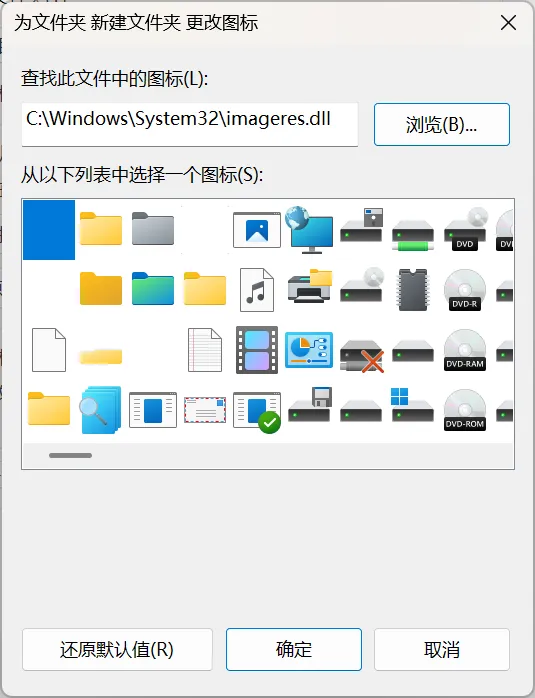 为文件夹 新建文件夹 更改图标
查找此文件中的图标(L):
C:\Windows\System32\imageres.dll
浏览(B)...
从以下列表中选择一个图标(S):
DVD
DVD-R
DVD-RAM
DVD-ROM
还原默认值(R)
确定
取消